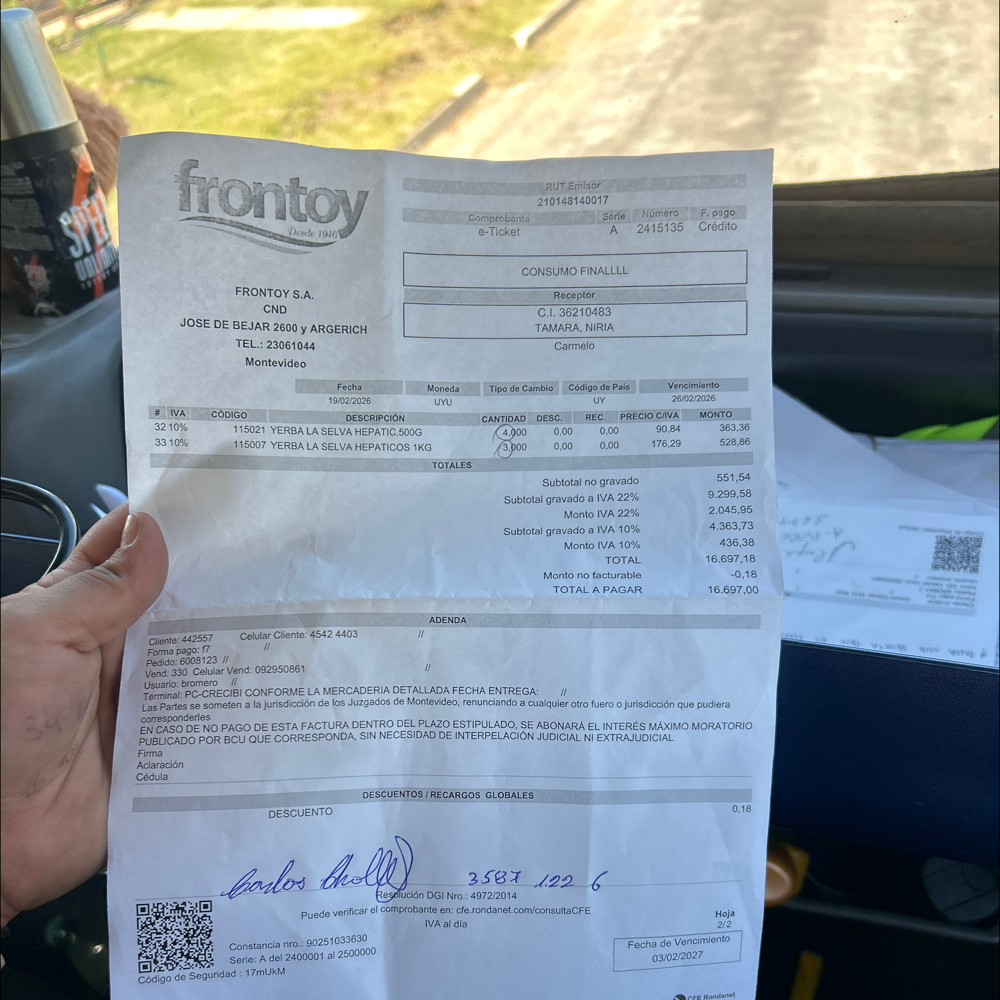 frontoy
Desde 1946
RUT Emisor
210148140017
Comprobante Serie Número F. pago
e-Ticket A 2415135 Crédito
CONSUMO FINALLLL
Receptor
C.I. 36210483
TAMARA, NIRIA
Carmelo
FRONTOY S.A.
CND
JOSE DE BEJAR 2600 y ARGERICH
TEL.: 23061044
Montevideo
Fecha Moneda Tipo de Cambio Código de País Vencimiento
19/02/2026 UYU UY 26/02/2026
# IVA CÓDIGO DESCRIPCIÓN CANTIDAD DESC. REC. PRECIO C/IVA MONTO
32 10% 115021 YERBA LA SELVA HEPATIC.500G 4,000 0,00 0,00 90,84 363,36
33 10% 115007 YERBA LA SELVA HEPATICOS 1KG 3,000 0,00 0,00 176,29 528,86
TOTALES
Subtotal no gravado 551,54
Subtotal gravado a IVA 22% 9.299,58
Monto IVA 22% 2.045,95
Subtotal gravado a IVA 10% 4.363,73
Monto IVA 10% 436,38
TOTAL 16.697,18
Monto no facturable -0,18
TOTAL A PAGAR 16.697,00
ADENDA
Cliente: 442557 Celular Cliente: 4542 4403 //
Forma pago: f7 //
Pedido: 6008123 //
Vend: 330 Celular Vend: 092950861 //
Usuario: bromero //
Terminal: PC-CRECIBI CONFORME LA MERCADERIA DETALLADA FECHA ENTREGA: //
Las Partes se someten a la jurisdicción de los Juzgados de Montevideo, renunciando a cualquier otro fuero o jurisdicción que pudiera
corresponderles
EN CASO DE NO PAGO DE ESTA FACTURA DENTRO DEL PLAZO ESTIPULADO, SE ABONARÁ EL INTERÉS MÁXIMO MORATORIO
PUBLICADO POR BCU QUE CORRESPONDA, SIN NECESIDAD DE INTERPELACIÓN JUDICIAL NI EXTRAJUDICIAL
Firma
Aclaración
Cédula
DESCUENTOS / RECARGOS GLOBALES
DESCUENTO 0,18
Carlos 3587 122 6
Resolución DGI Nro.: 4972/2014
Puede verificar el comprobante en: cfe.rondanet.com/consultaCFE
IVA al día
Hoja
2/2
Constancia nro.: 90251033630
Serie: A del 2400001 al 2500000
Código de Seguridad : 17mUkM
Fecha de Vencimiento
03/02/2027
CFE Rondanet